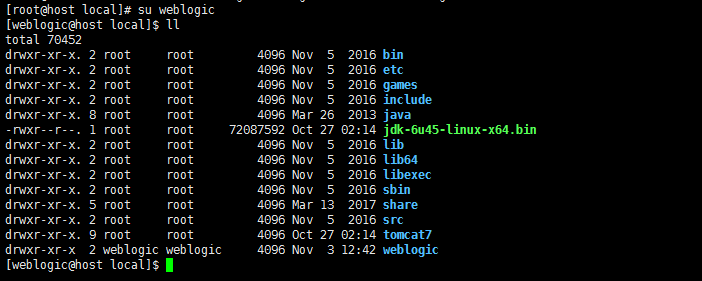 [root@host local]# su weblogic
[weblogic@host local]$ ll
total 70452
drwxr-xr-x. 2 root     root         4096 Nov  5  2016 bin
drwxr-xr-x. 2 root     root         4096 Nov  5  2016 etc
drwxr-xr-x. 2 root     root         4096 Nov  5  2016 games
drwxr-xr-x. 2 root     root         4096 Nov  5  2016 include
drwxr-xr-x. 8 root     root         4096 Mar 26  2013 java
-rwxr--r--. 1 root     root     72087592 Oct 27 02:14 jdk-6u45-linux-x64.bin
drwxr-xr-x. 2 root     root         4096 Nov  5  2016 lib
drwxr-xr-x. 2 root     root         4096 Nov  5  2016 lib64
drwxr-xr-x. 2 root     root         4096 Nov  5  2016 libexec
drwxr-xr-x. 2 root     root         4096 Nov  5  2016 sbin
drwxr-xr-x. 5 root     root         4096 Mar 13  2017 share
drwxr-xr-x. 2 root     root         4096 Nov  5  2016 src
drwxr-xr-x. 9 root     root         4096 Oct 27 02:14 tomcat7
drwxr-xr-x  2 weblogic weblogic     4096 Nov  3 12:42 weblogic
[weblogic@host local]$